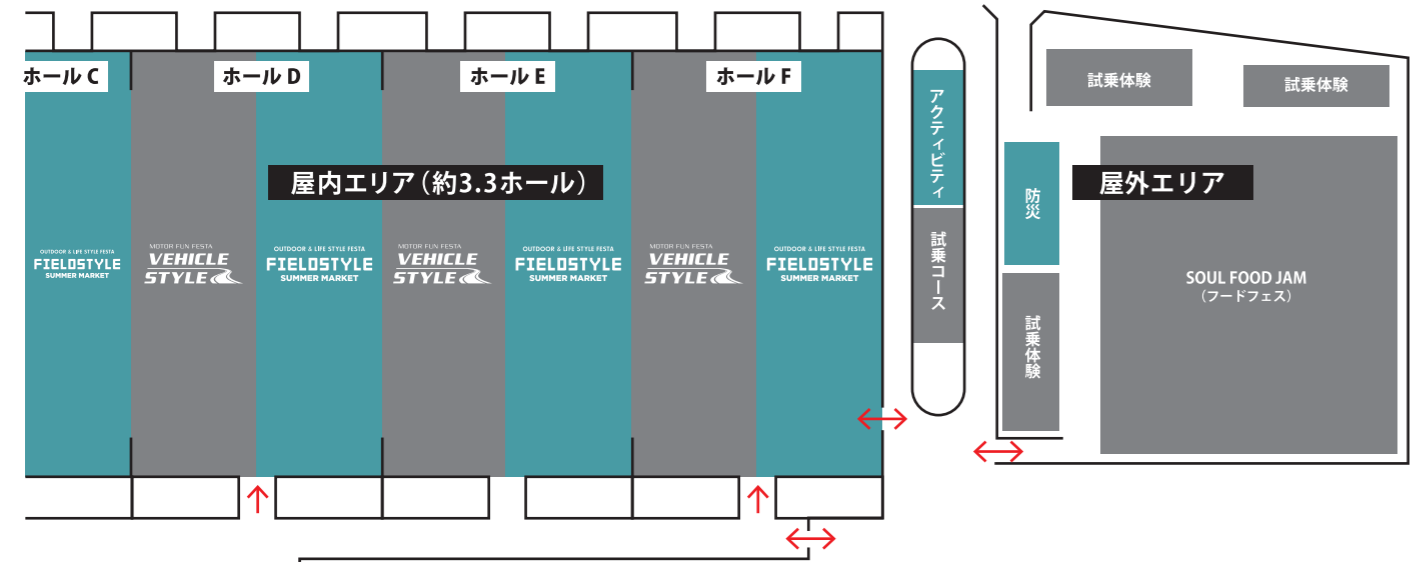 ホール C
ホール D
ホール E
ホール F
屋内エリア（約3.3ホール）
OUTDOOR & LIFE STYLE FESTA
FIELDSTYLE
SUMMER MARKET
MOTOR FUN FESTA
VEHICLE
STYLE
OUTDOOR & LIFE STYLE FESTA
FIELDSTYLE
SUMMER MARKET
MOTOR FUN FESTA
VEHICLE
STYLE
OUTDOOR & LIFE STYLE FESTA
FIELDSTYLE
SUMMER MARKET
MOTOR FUN FESTA
VEHICLE
STYLE
OUTDOOR & LIFE STYLE FESTA
FIELDSTYLE
SUMMER MARKET
アクティビティ
試乗コース
試乗体験
試乗体験
防災
屋外エリア
試乗体験
SOUL FOOD JAM
（フードフェス）